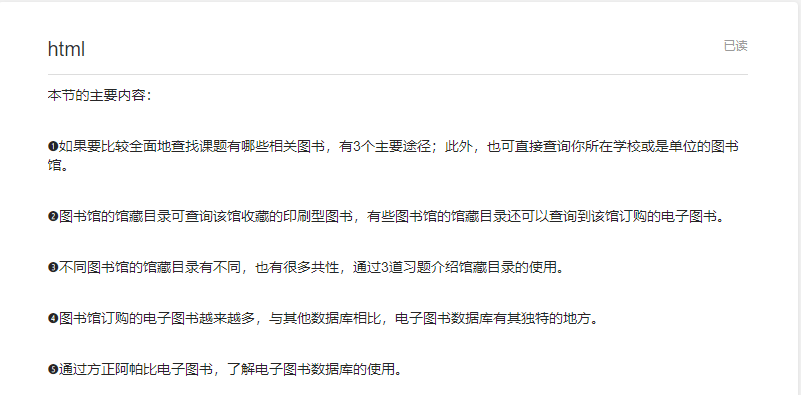 html
已读
本节的主要内容：
❶如果要比较全面地查找课题有哪些相关图书，有3个主要途径；此外，也可直接查询你所在学校或是单位的图书
馆。
❷图书馆的馆藏目录可查询该馆收藏的印刷型图书，有些图书馆的馆藏目录还可以查询到该馆订购的电子图书。
❸不同图书馆的馆藏目录有不同，也有很多共性，通过3道习题介绍馆藏目录的使用。
❹图书馆订购的电子图书越来越多，与其他数据库相比，电子图书数据库有其独特的地方。
❺通过方正阿帕比电子图书，了解电子图书数据库的使用。